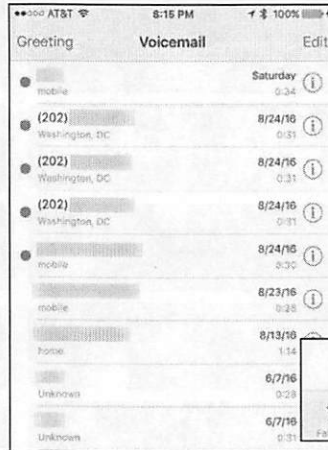 AT&T 8:15 PM 100%
Greeting Voicemail Edit
Saturday
mobile 0:34
(202) 8/24/16
Washington, DC 0:31
(202) 8/24/16
Washington, DC 0:31
(202) 8/24/16
Washington, DC 0:31
8/24/16
mobile 0:30
8/23/16
mobile 0:28
8/13/16
home 1:14
6/7/16
Unknown 0:28
6/7/16
Unknown 0:31